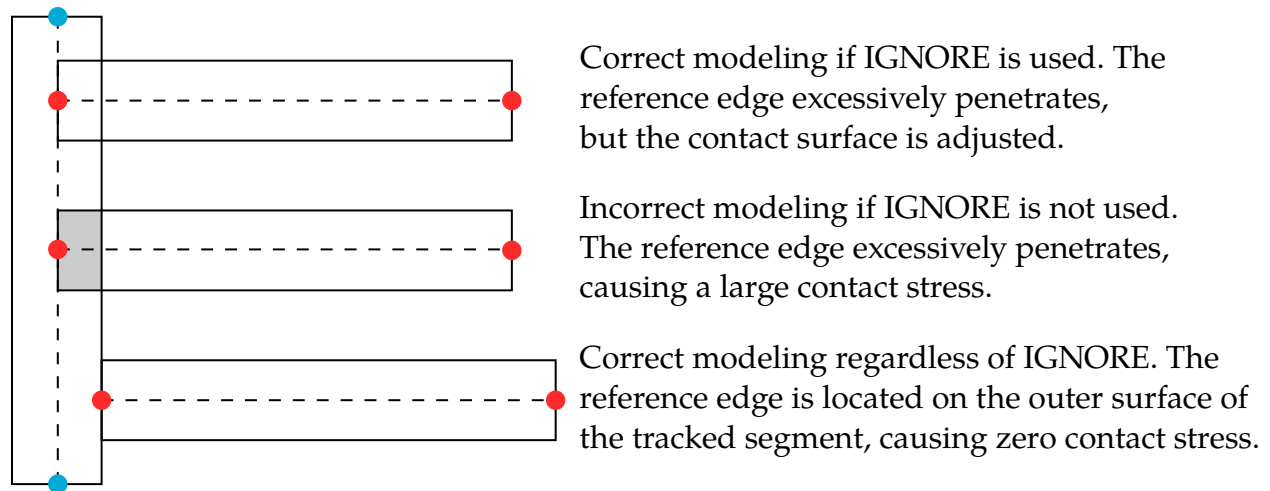 Correct modeling if IGNORE is used. The
reference edge excessively penetrates,
but the contact surface is adjusted.
Incorrect modeling if IGNORE is not used.
The reference edge excessively penetrates,
causing a large contact stress.
Correct modeling regardless of IGNORE. The
reference edge is located on the outer surface of
the tracked segment, causing zero contact stress.